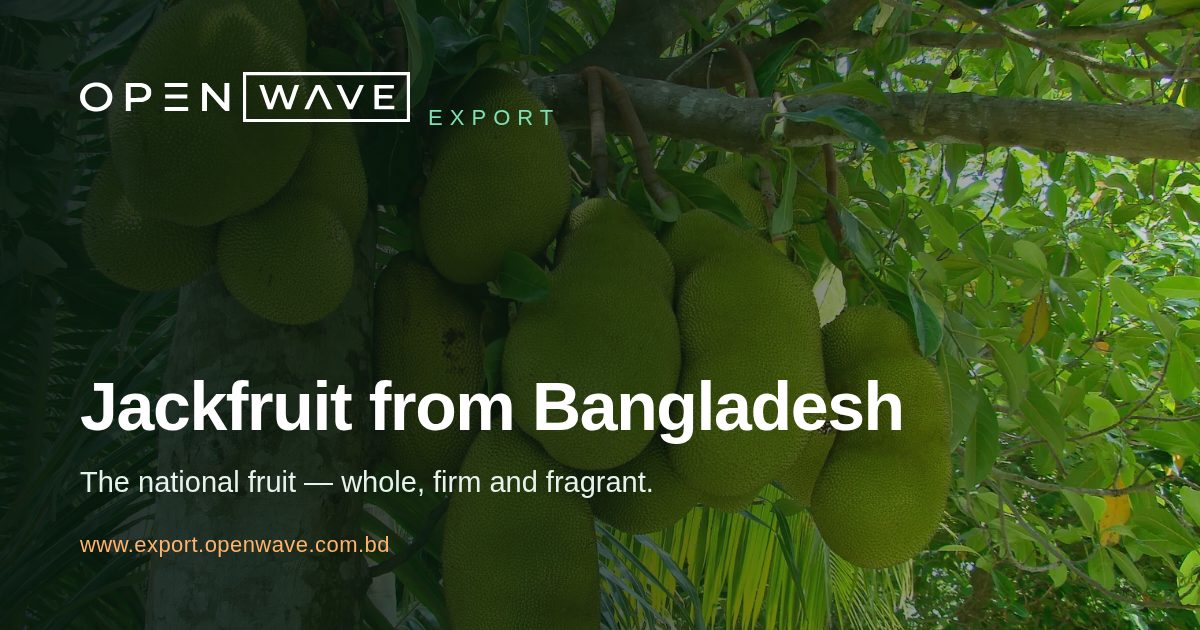 OPEN WAVE EXPORT
Jackfruit from Bangladesh
The national fruit — whole, firm and fragrant.
www.export.openwave.com.bd